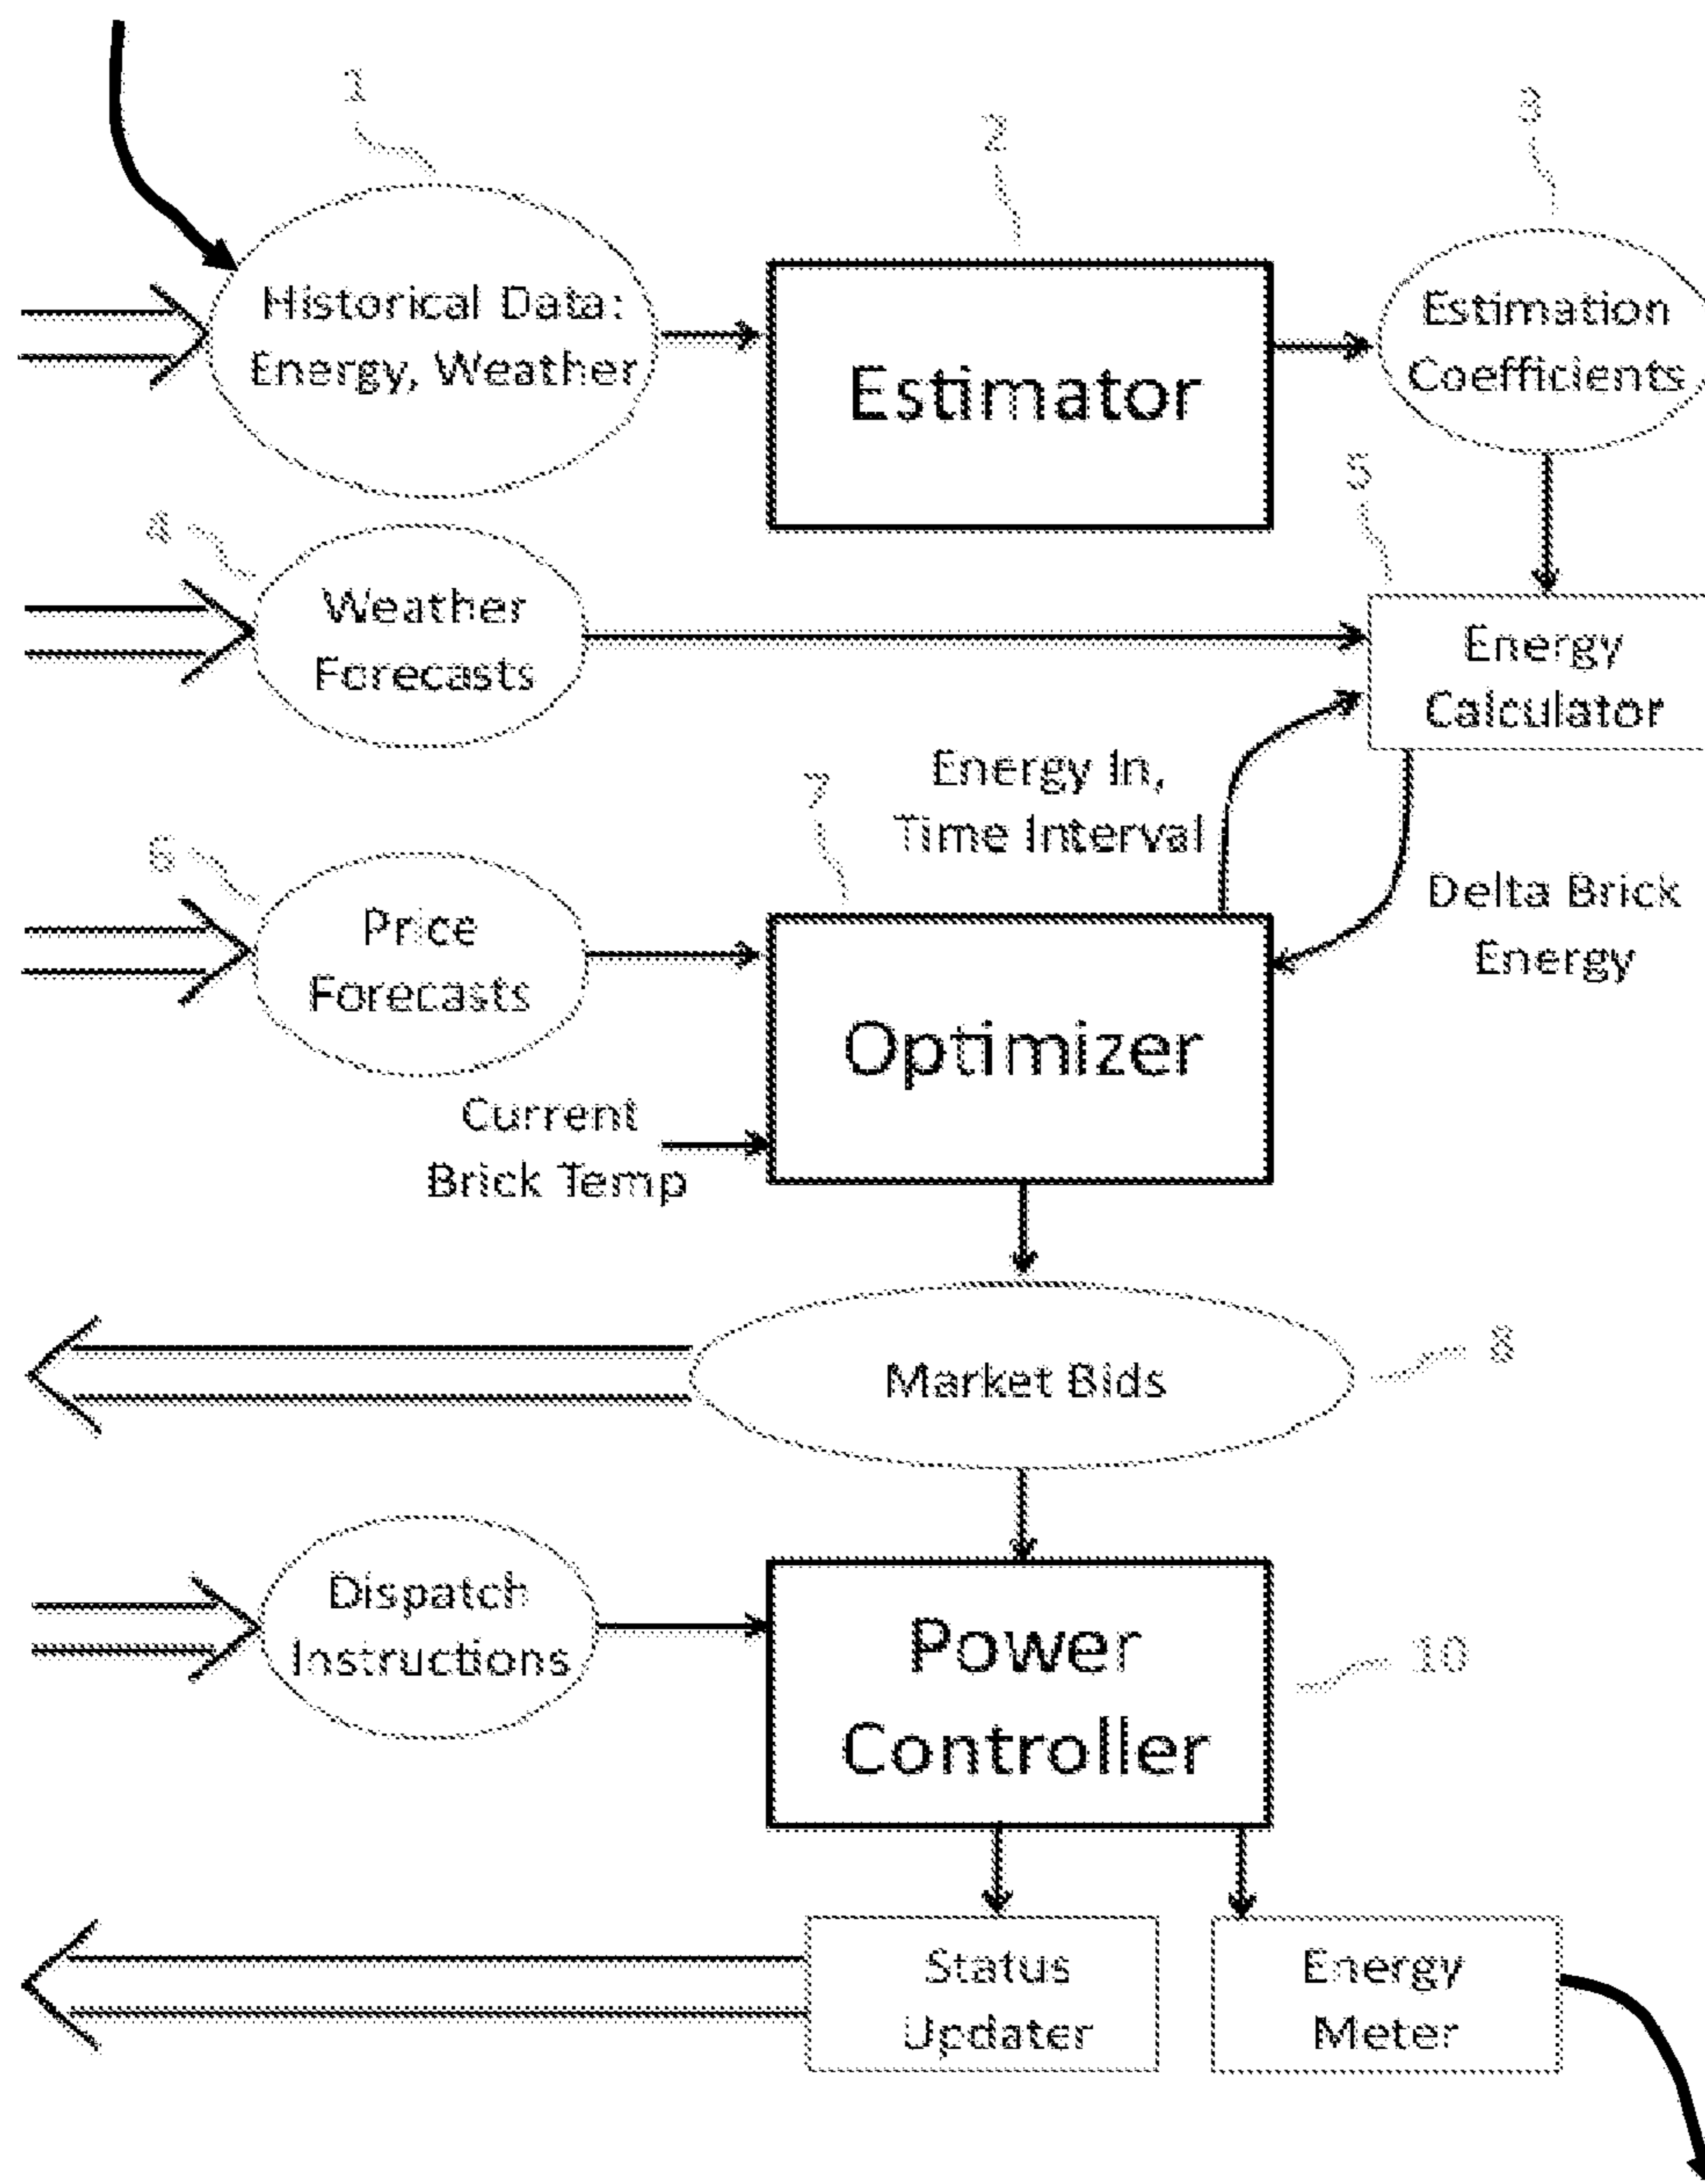 1
2
3
Historical Data:
Energy, Weather
Estimator
Estimation
Coefficients
4
Weather
Forecasts
5
Energy
Calculator
Energy In,
Time Interval
6
Price
Forecasts
7
Optimizer
Delta Brick
Energy
Current
Brick Temp
Market Bids
8
Dispatch
Instructions
Power
Controller
10
Status
Updater
Energy
Meter